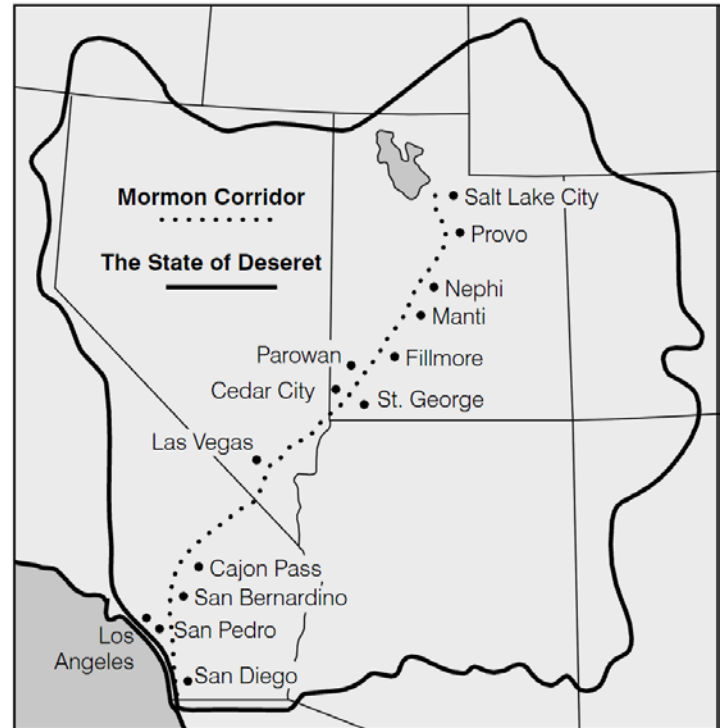 Mormon Corridor
The State of Deseret
Salt Lake City
Provo
Nephi
Manti
Parowan
Fillmore
Cedar City
St. George
Las Vegas
Cajon Pass
San Bernardino
Los
Angeles
San Pedro
San Diego